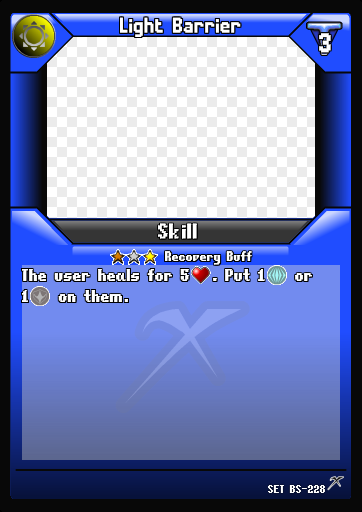 Light Barrier
3
Skill
Recovery Buff
The user heals for 5. Put 1 or
1 on them.
SET BS-228